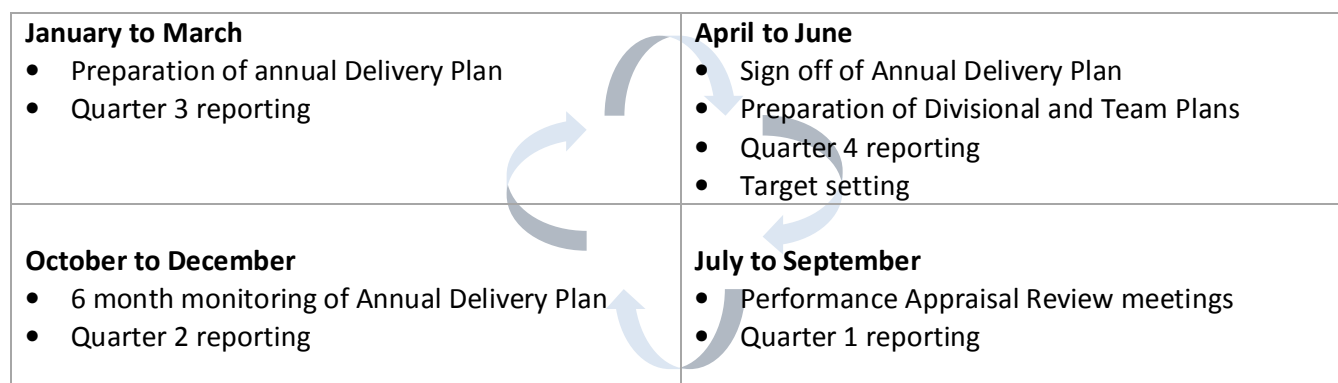 January to March
• Preparation of annual Delivery Plan
• Quarter 3 reporting
April to June
• Sign off of Annual Delivery Plan
• Preparation of Divisional and Team Plans
• Quarter 4 reporting
• Target setting
October to December
• 6 month monitoring of Annual Delivery Plan
• Quarter 2 reporting
July to September
• Performance Appraisal Review meetings
• Quarter 1 reporting